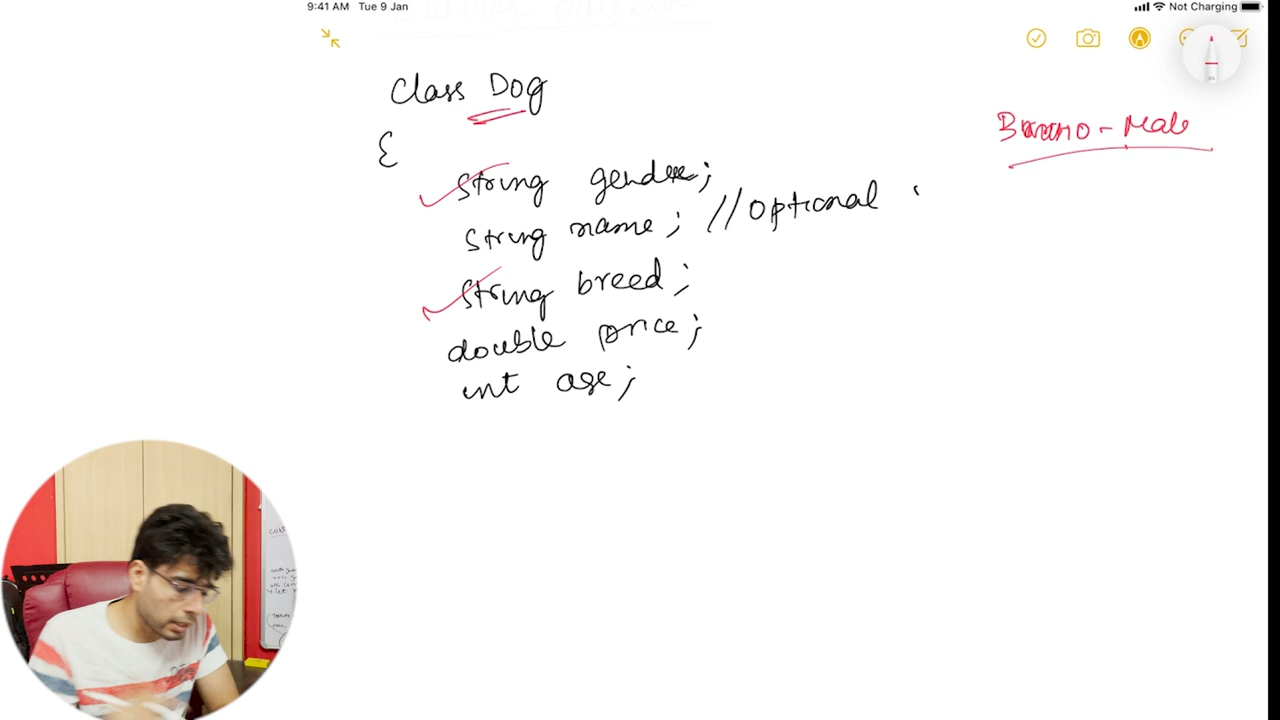 9:41 AM Tue 9 Jan
Not Charging
Class Dog
{
String gender;
String name; //optional
String breed;
double price;
int age;
- Male